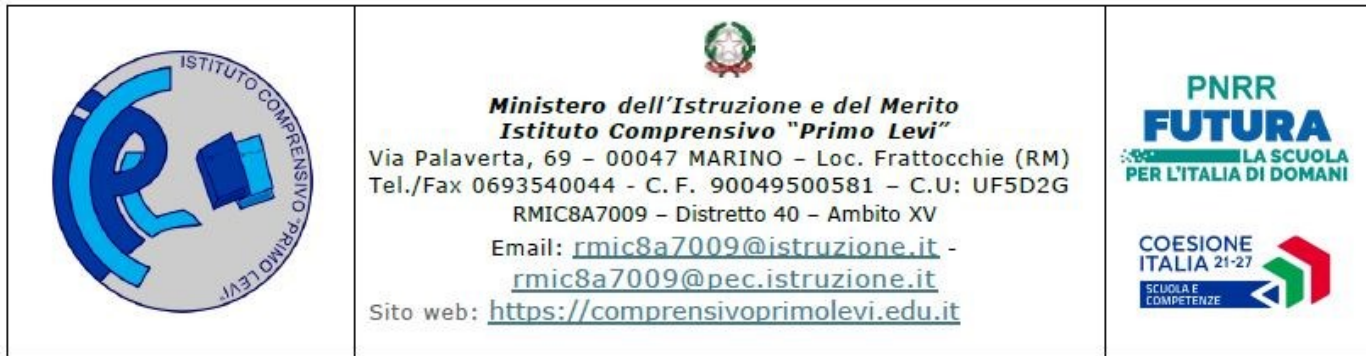 ISTITUTO COMPRENSIVO "PRIMO LEVI"
Ministero dell'Istruzione e del Merito
Istituto Comprensivo "Primo Levi"
Via Palaverta, 69 – 00047 MARINO – Loc. Frattocchie (RM)
Tel./Fax 0693540044 - C. F. 90049500581 – C.U: UF5D2G
RMIC8A7009 – Distretto 40 – Ambito XV
Email: rmic8a7009@istruzione.it -
rmic8a7009@pec.istruzione.it
Sito web: https://comprensivoprimolevi.edu.it
PNRR
FUTURA
LA SCUOLA
PER L'ITALIA DI DOMANI
COESIONE
ITALIA 21-27
SCUOLA E
COMPETENZE